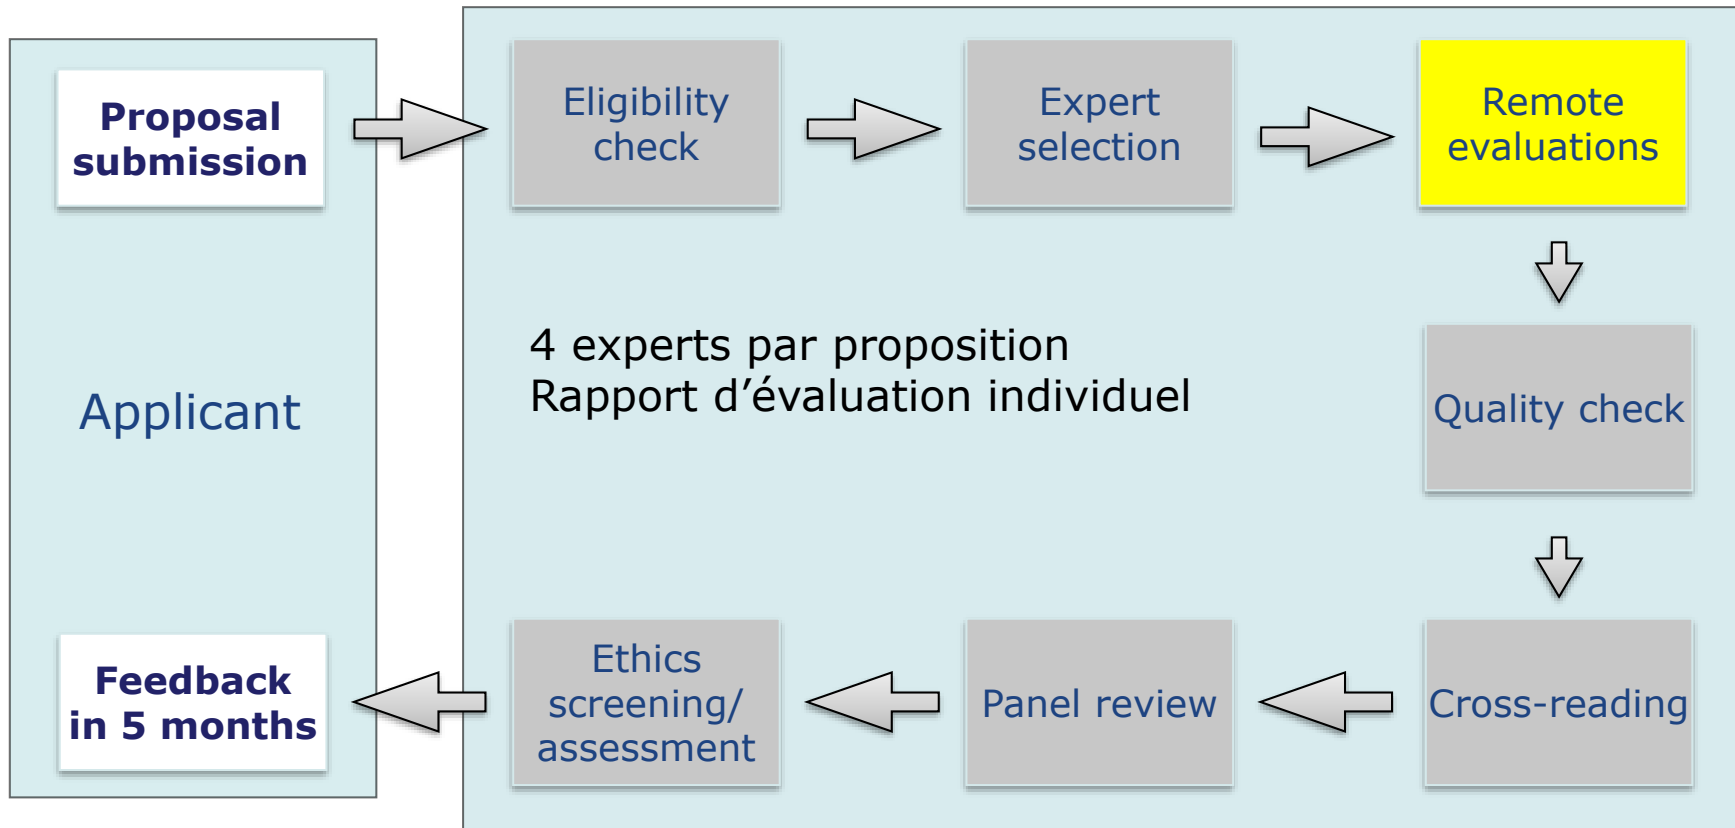 Proposal
submission
Eligibility
check
Expert
selection
Remote
evaluations
4 experts par proposition
Rapport d’évaluation individuel
Applicant
Quality check
Feedback
in 5 months
Ethics
screening/
assessment
Panel review
Cross-reading